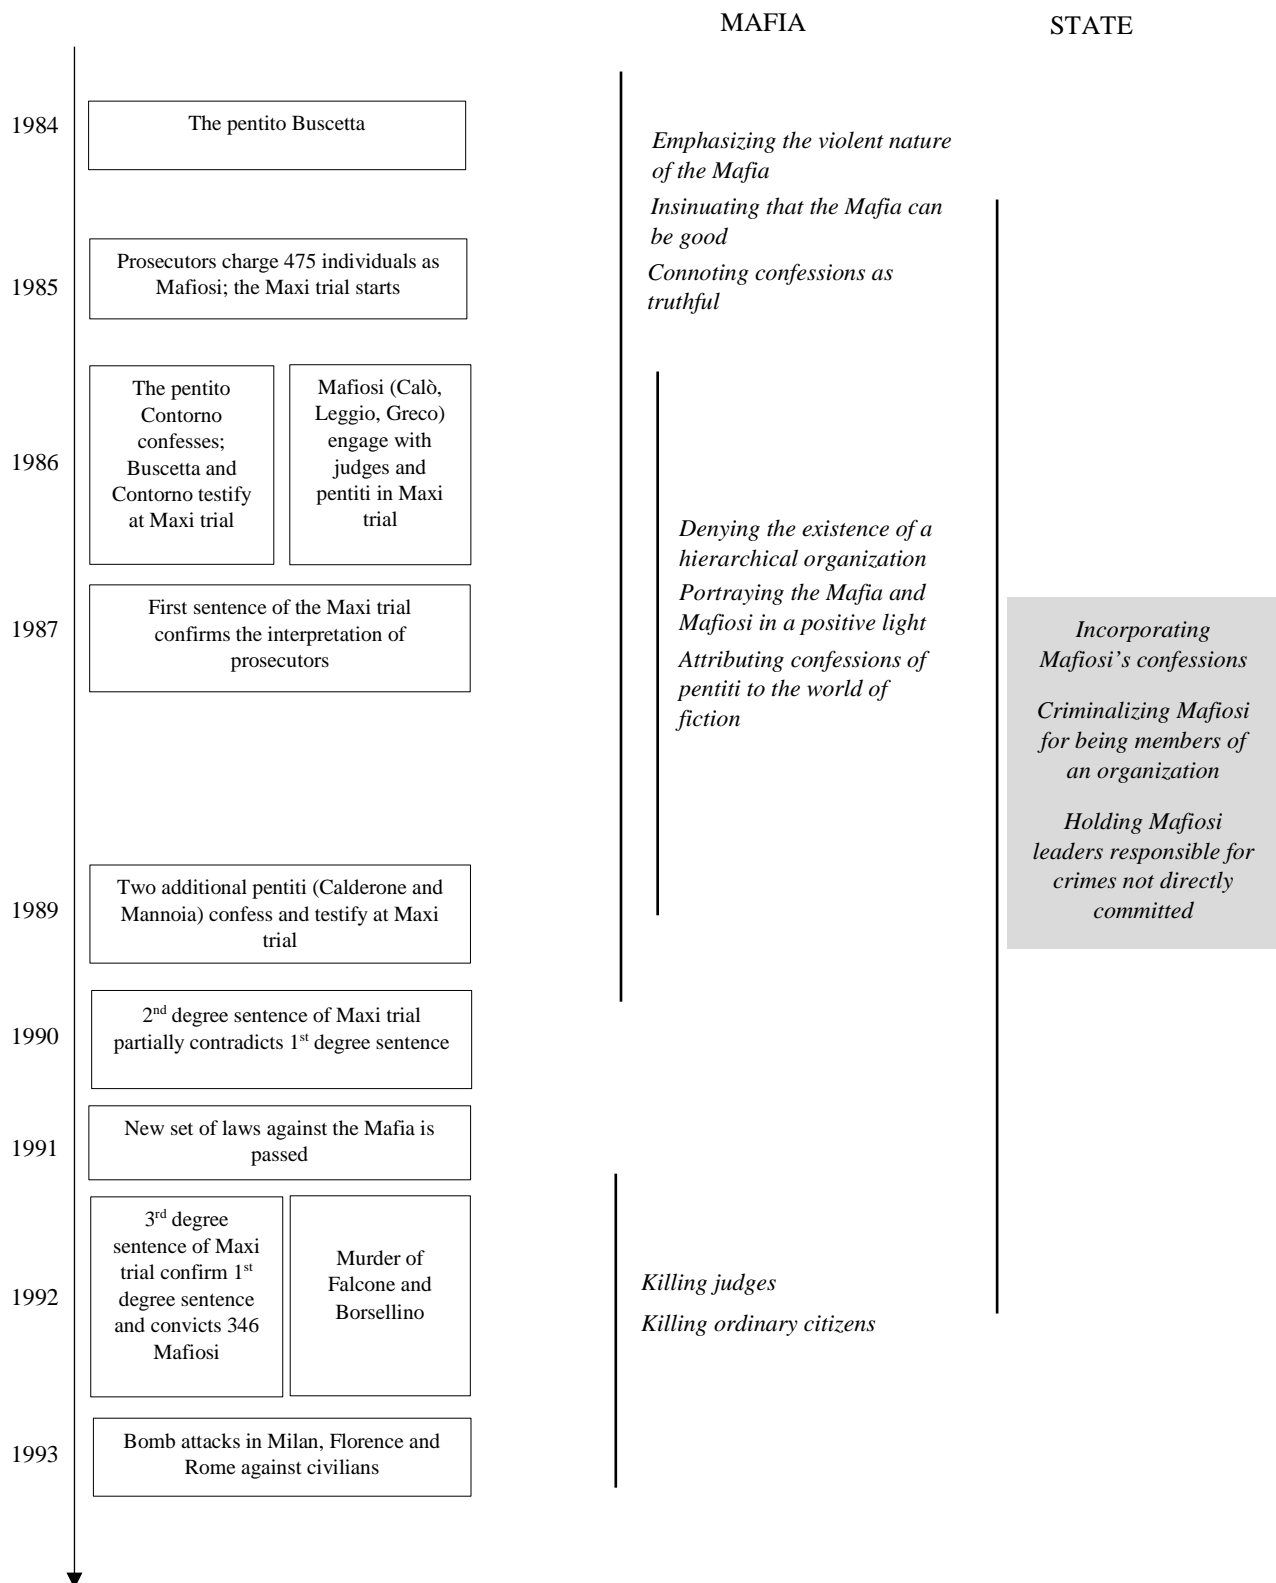 MAFIA
STATE
1984
The pentito Buscetta
Emphasizing the violent nature
of the Mafia
Insinuating that the Mafia can
be good
Connoting confessions as
truthful
1985
Prosecutors charge 475 individuals as
Mafiosi; the Maxi trial starts
1986
The pentito
Contorno
confesses;
Buscetta and
Contorno testify
at Maxi trial
Mafiosi (Calò,
Leggio, Greco)
engage with
judges and
pentiti in Maxi
trial
Denying the existence of a
hierarchical organization
Portraying the Mafia and
Mafiosi in a positive light
Attributing confessions of
pentiti to the world of
fiction
1987
First sentence of the Maxi trial
confirms the interpretation of
prosecutors
Incorporating
Mafiosi’s confessions
Criminalizing Mafiosi
for being members of
an organization
Holding Mafiosi
leaders responsible for
crimes not directly
committed
1989
Two additional pentiti (Calderone and
Mannoia) confess and testify at Maxi
trial
1990
2nd degree sentence of Maxi trial
partially contradicts 1st degree sentence
1991
New set of laws against the Mafia is
passed
1992
3rd degree
sentence of Maxi
trial confirm 1st
degree sentence
and convicts 346
Mafiosi
Murder of
Falcone and
Borsellino
Killing judges
Killing ordinary citizens
1993
Bomb attacks in Milan, Florence and
Rome against civilians